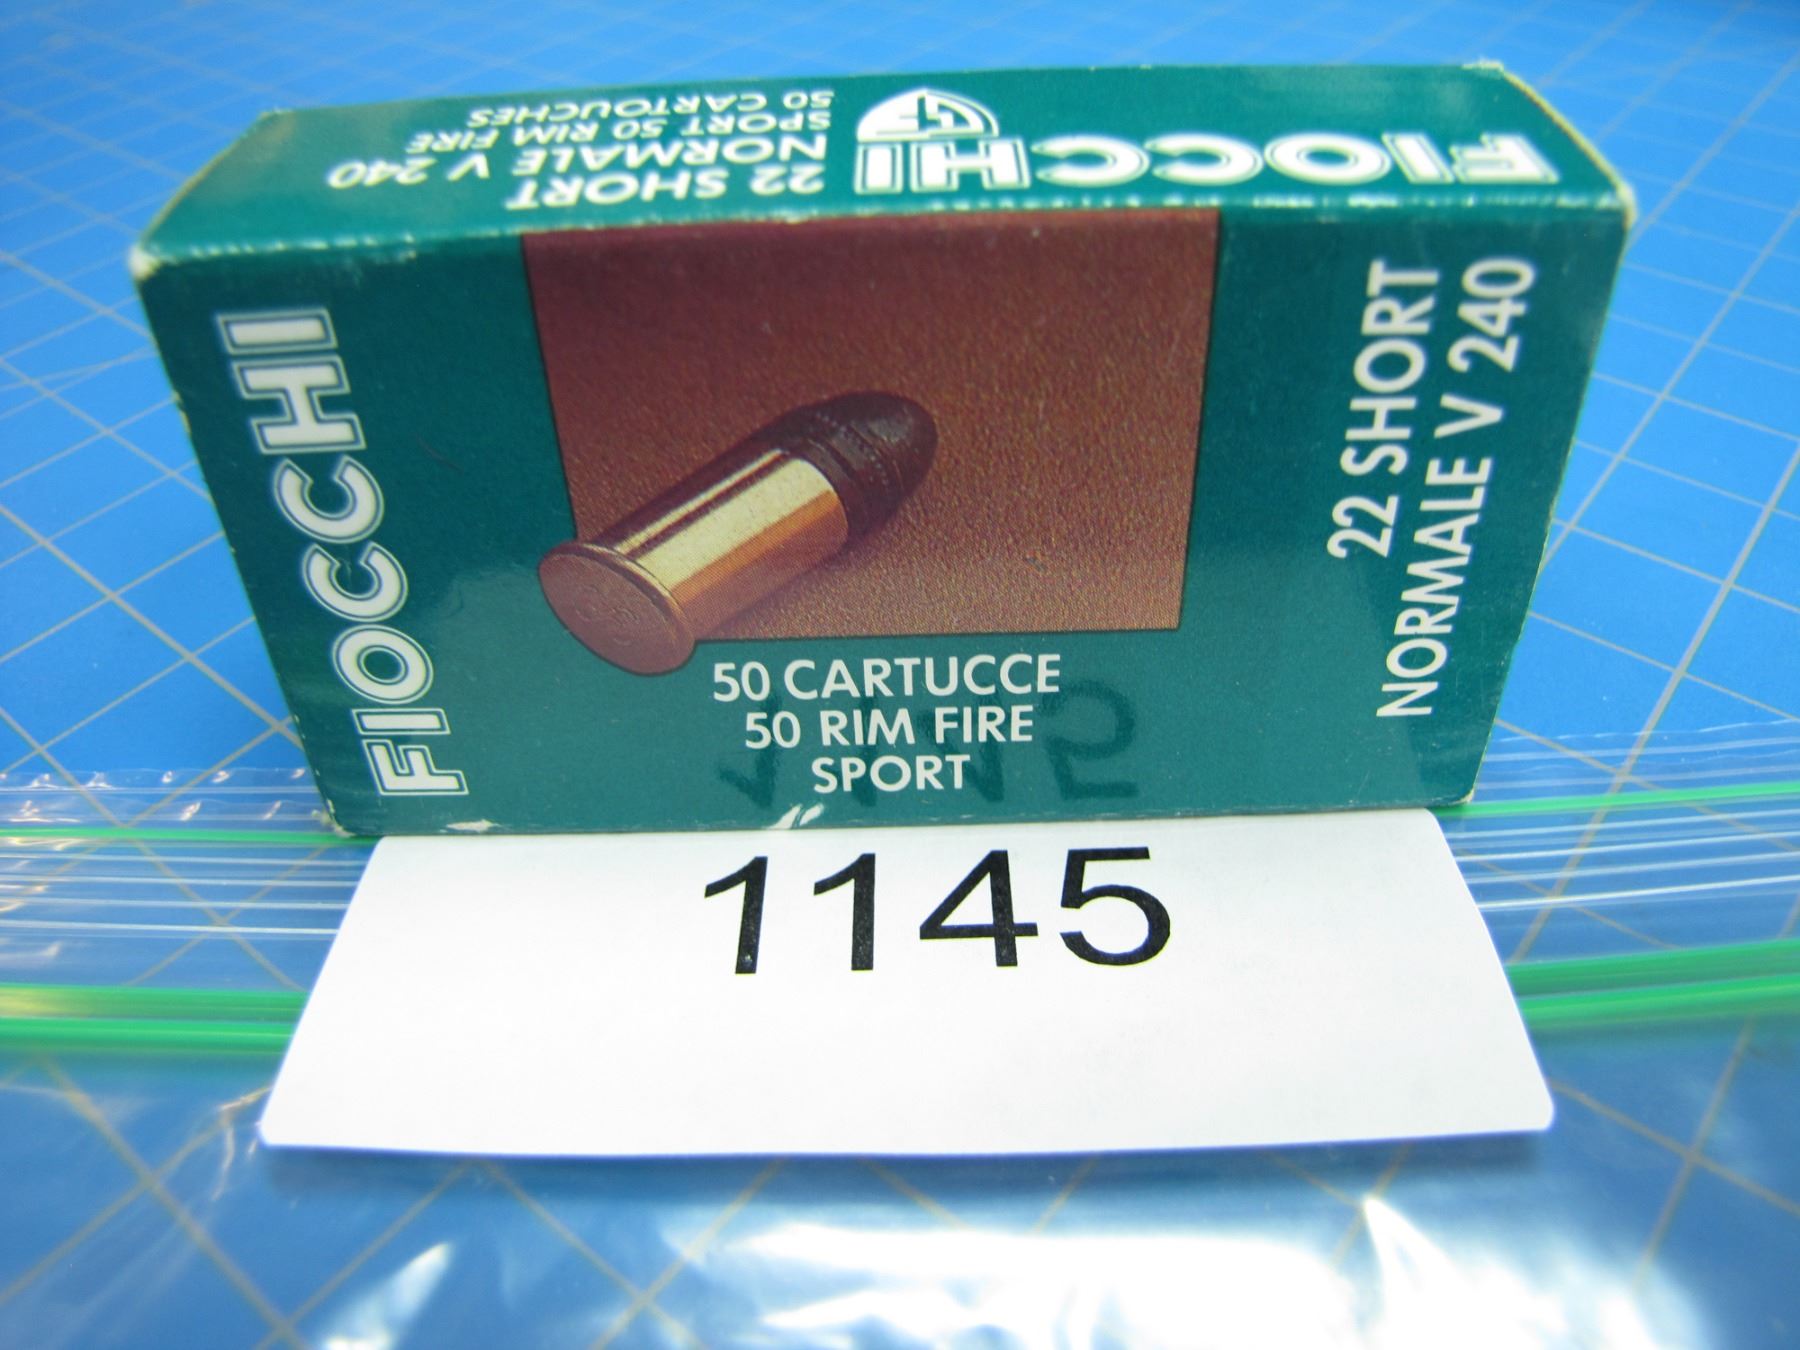 FIOCCHI
22 SHORT
NORMALE V 240
SPORT 50 RIM FIRE
50 CARTOUCHES
FIOCCHI
50 CARTUCCE
50 RIM FIRE
SPORT
22 SHORT
NORMALE V 240
1145